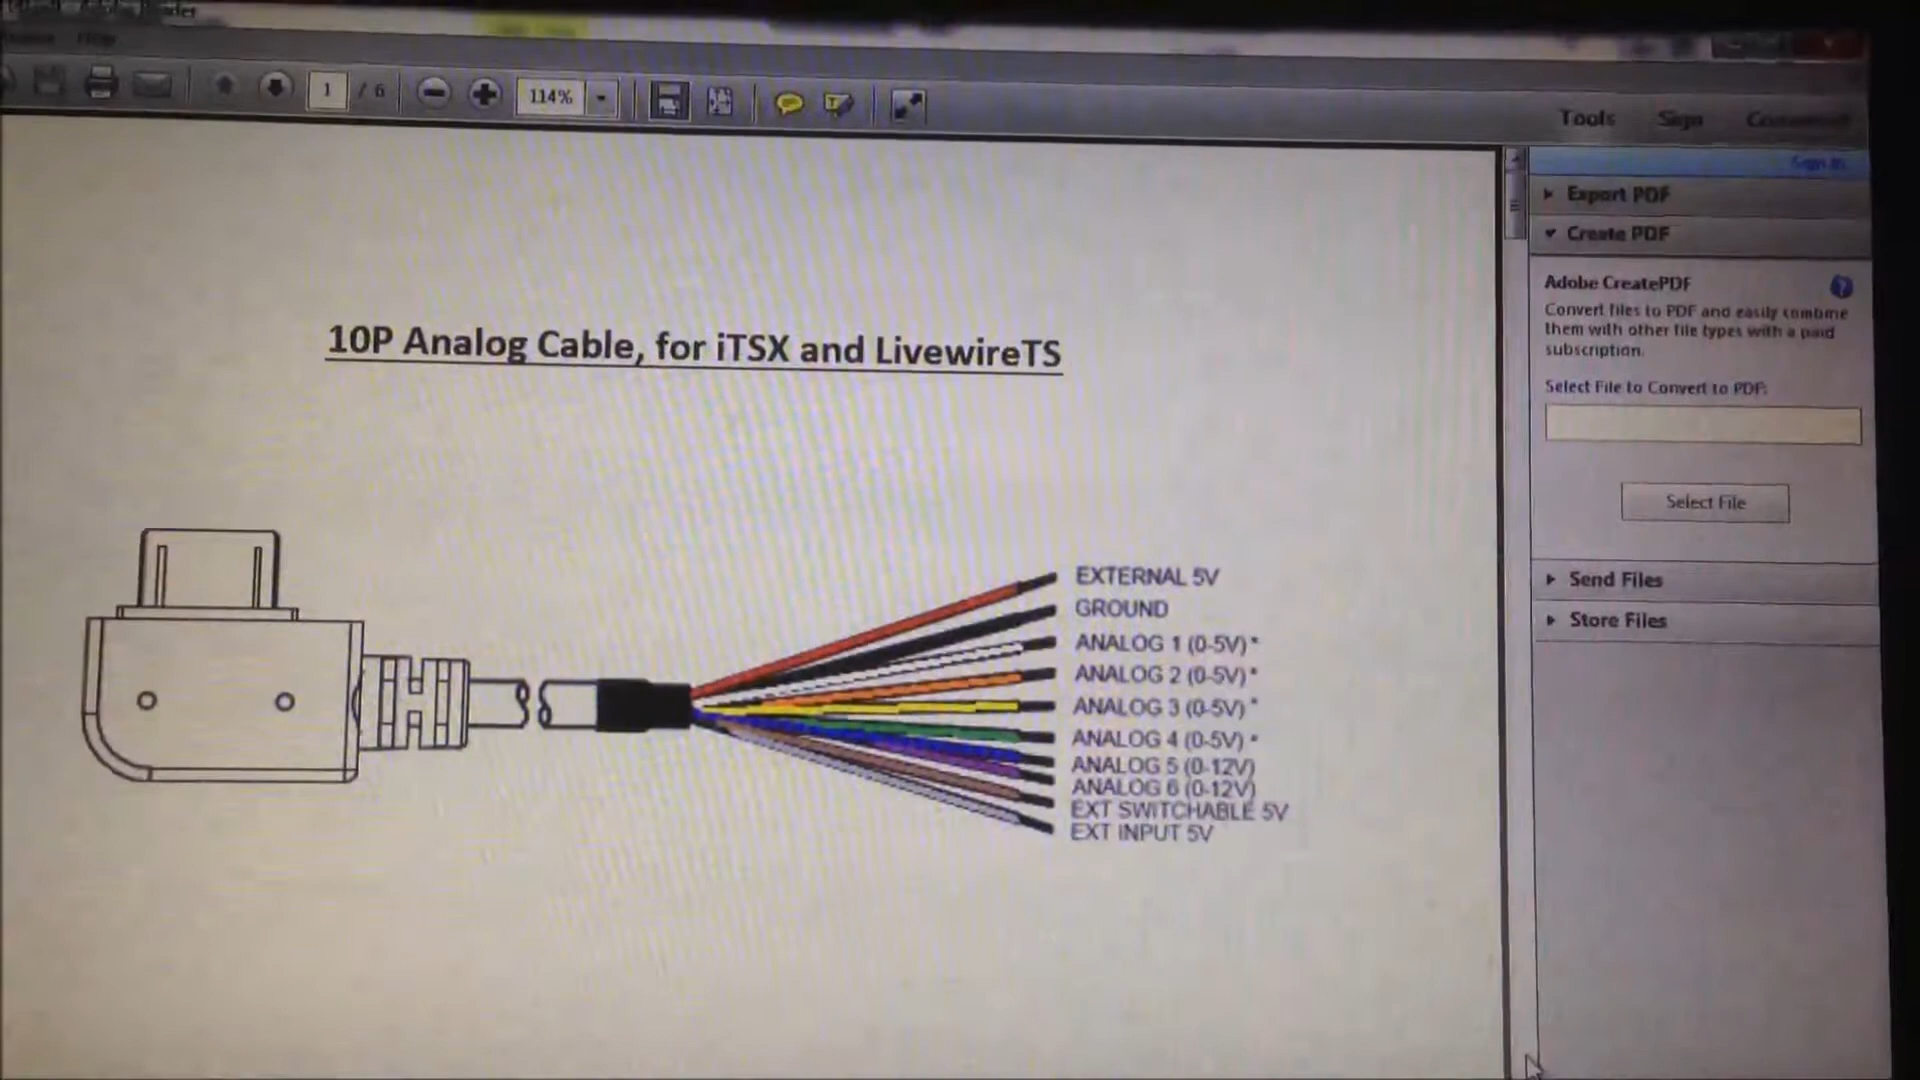 Help
1 / 6
114%
Tools Sign Comment
Sign In
Export PDF
Create PDF
Adobe CreatePDF
Convert files to PDF and easily combine
them with other file types with a paid
subscription.
Select File to Convert to PDF:
Select File
Send Files
Store Files
10P Analog Cable, for iTSX and LivewireTS
EXTERNAL 5V
GROUND
ANALOG 1 (0-5V) *
ANALOG 2 (0-5V) *
ANALOG 3 (0-5V) *
ANALOG 4 (0-5V) *
ANALOG 5 (0-12V)
ANALOG 6 (0-12V)
EXT SWITCHABLE 5V
EXT INPUT 5V